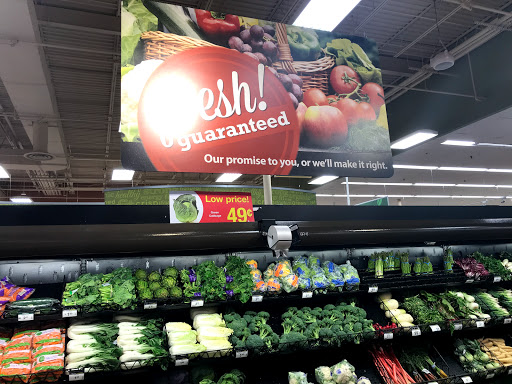 esh!
guaranteed
Our promise to you, or we'll make it right.
Low price!
49¢